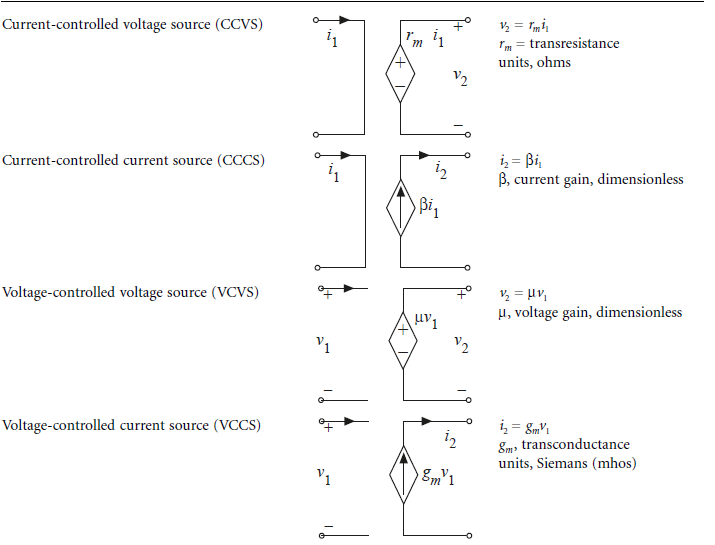 Current-controlled voltage source (CCVS)
i1
rm i1
+
+
−
v2
−
v2 = rmi1
rm = transresistance
units, ohms
Current-controlled current source (CCCS)
i1
i2
βi1
i2 = βi1
β, current gain, dimensionless
Voltage-controlled voltage source (VCVS)
+
v1
−
μv1
+
−
+
v2
−
v2 = μv1
μ, voltage gain, dimensionless
Voltage-controlled current source (VCCS)
+
v1
−
i2
gmv1
i2 = gmv1
gm, transconductance
units, Siemans (mhos)